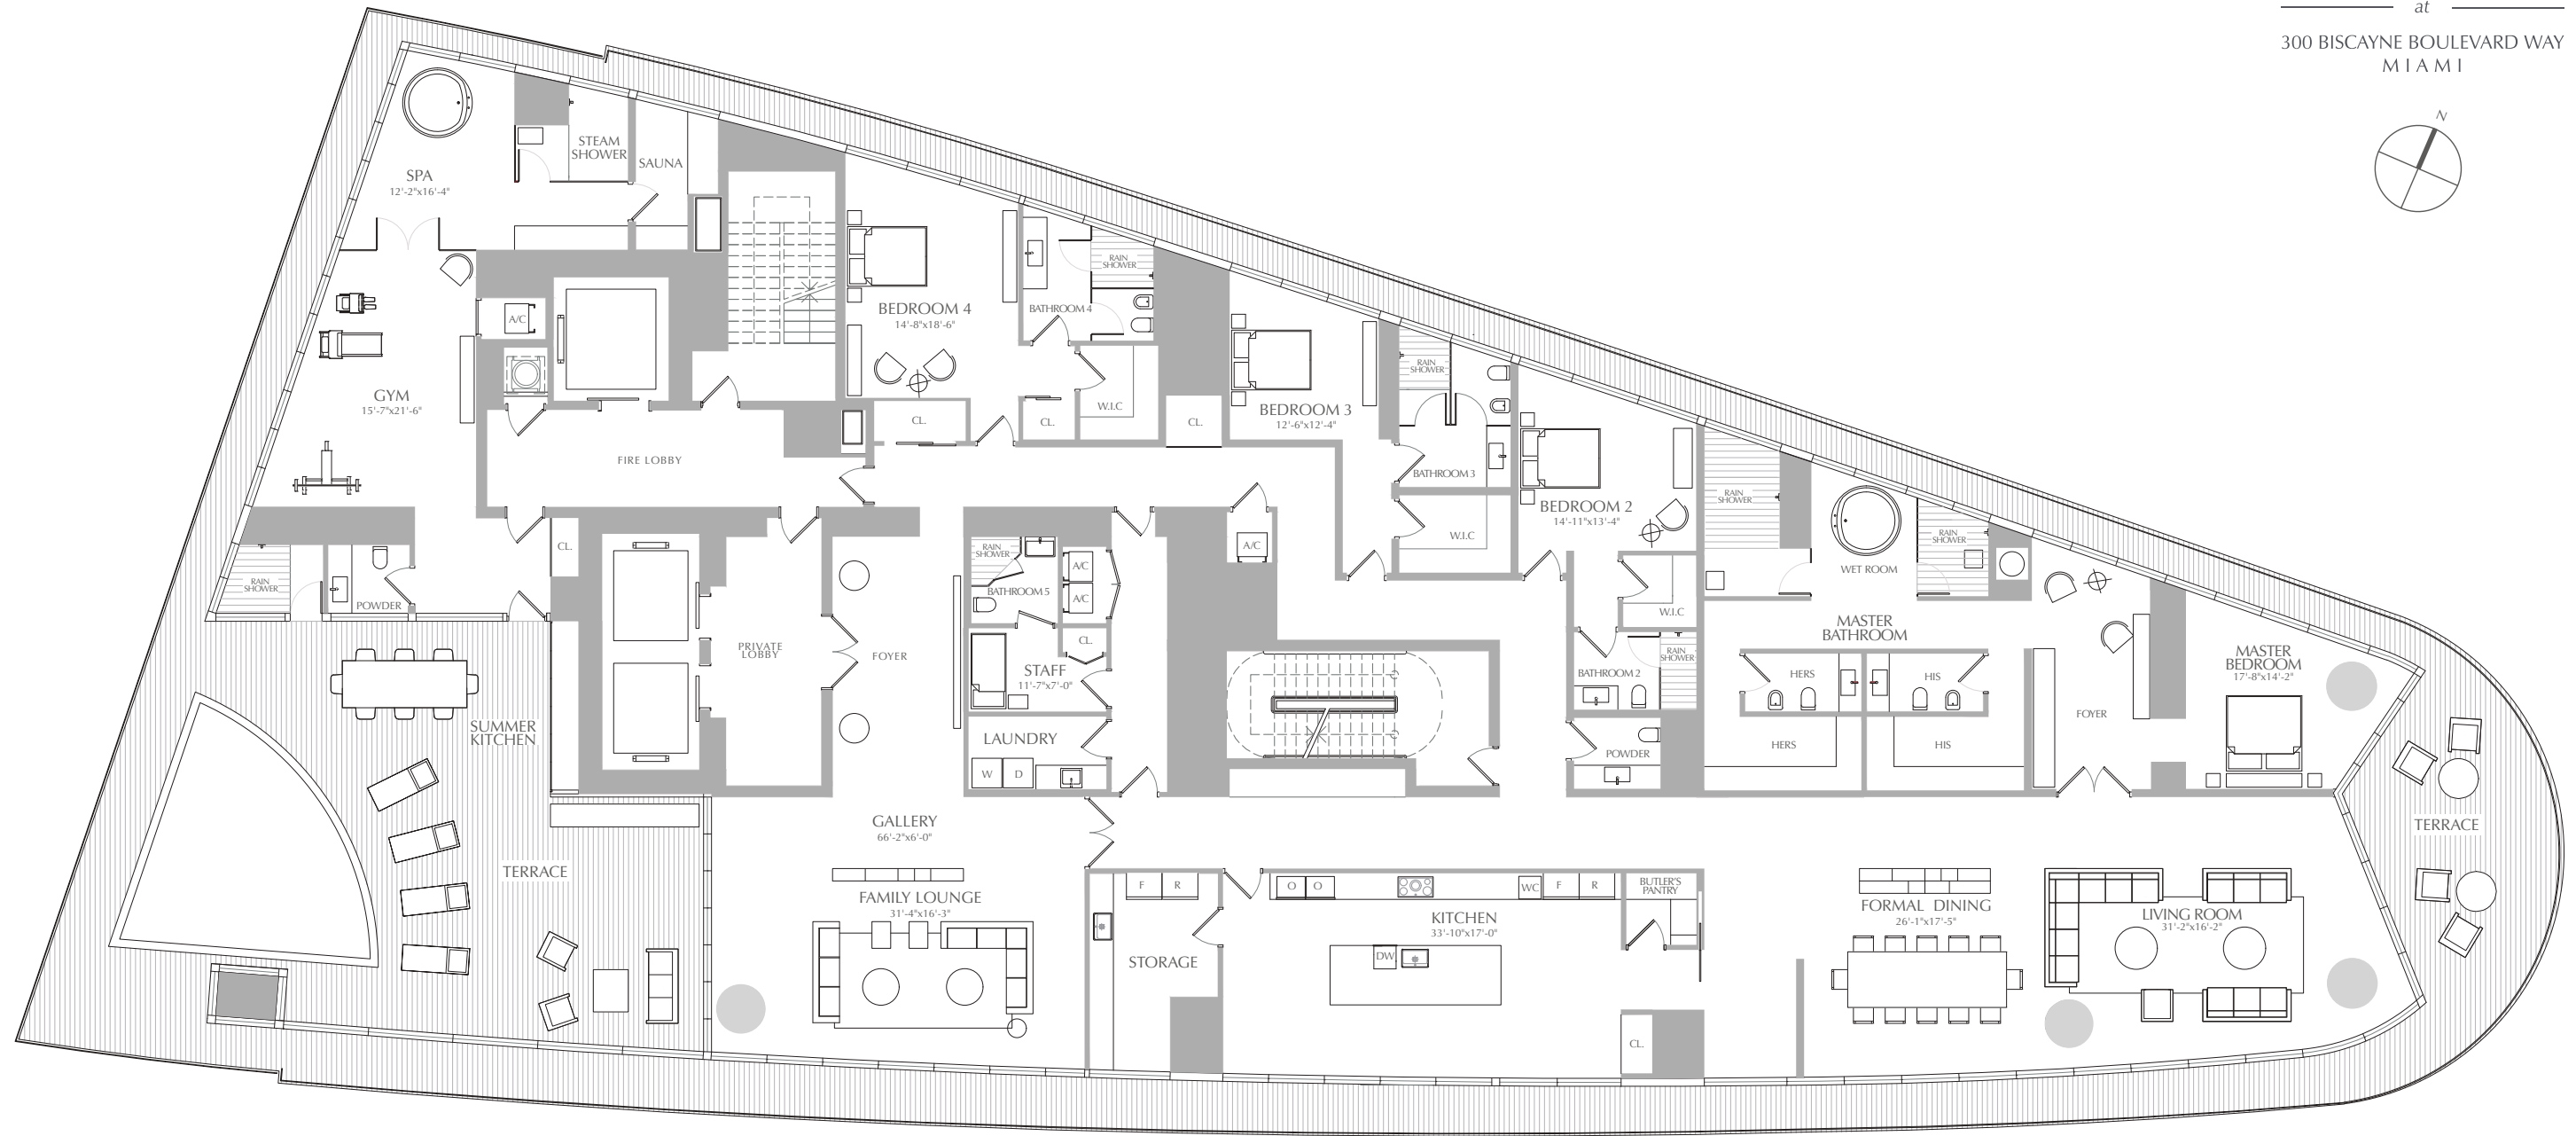 at
300 BISCAYNE BOULEVARD WAY
MIAMI
N
SPA
12'-2"x16'-4"
STEAM
SHOWER
SAUNA
GYM
15'-7"x21'-6"
A/C
FIRE LOBBY
BEDROOM 4
14'-8"x18'-6"
BATHROOM 4
RAIN
SHOWER
W.I.C
CL.
CL.
CL.
BEDROOM 3
12'-6"x12'-4"
RAIN
SHOWER
BATHROOM 3
W.I.C
BEDROOM 2
14'-11"x13'-4"
W.I.C
BATHROOM 2
RAIN
SHOWER
POWDER
RAIN
SHOWER
WET ROOM
RAIN
SHOWER
MASTER
BATHROOM
HERS
HIS
HERS
HIS
FOYER
MASTER
BEDROOM
17'-8"x14'-2"
TERRACE
RAIN
SHOWER
POWDER
CL.
SUMMER
KITCHEN
PRIVATE
LOBBY
FOYER
RAIN
SHOWER
BATHROOM 5
A/C
A/C
CL.
STAFF
11'-7"x7'-0"
LAUNDRY
W
D
A/C
TERRACE
GALLERY
66'-2"x6'-0"
FAMILY LOUNGE
31'-4"x16'-3"
F
R
STORAGE
O
O
WC
F
R
KITCHEN
33'-10"x17'-0"
DW
BUTLER'S
PANTRY
CL.
FORMAL DINING
26'-1"x17'-5"
LIVING ROOM
31'-2"x16'-2"